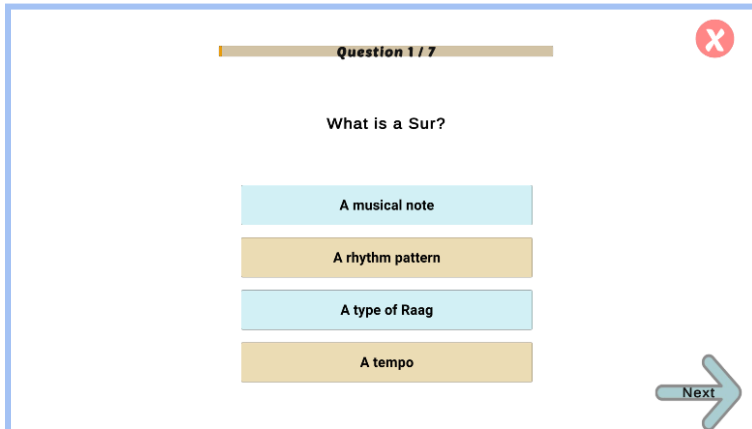 Question 1 / 7
X
What is a Sur?
A musical note
A rhythm pattern
A type of Raag
A tempo
Next